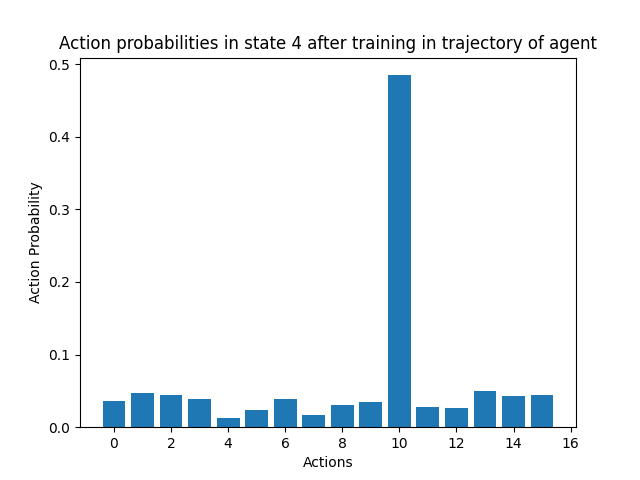 Action probabilities in state 4 after training in trajectory of agent
0.5
0.4
0.3
0.2
0.1
0.0
Action Probability
0 2 4 6 8 10 12 14 16
Actions